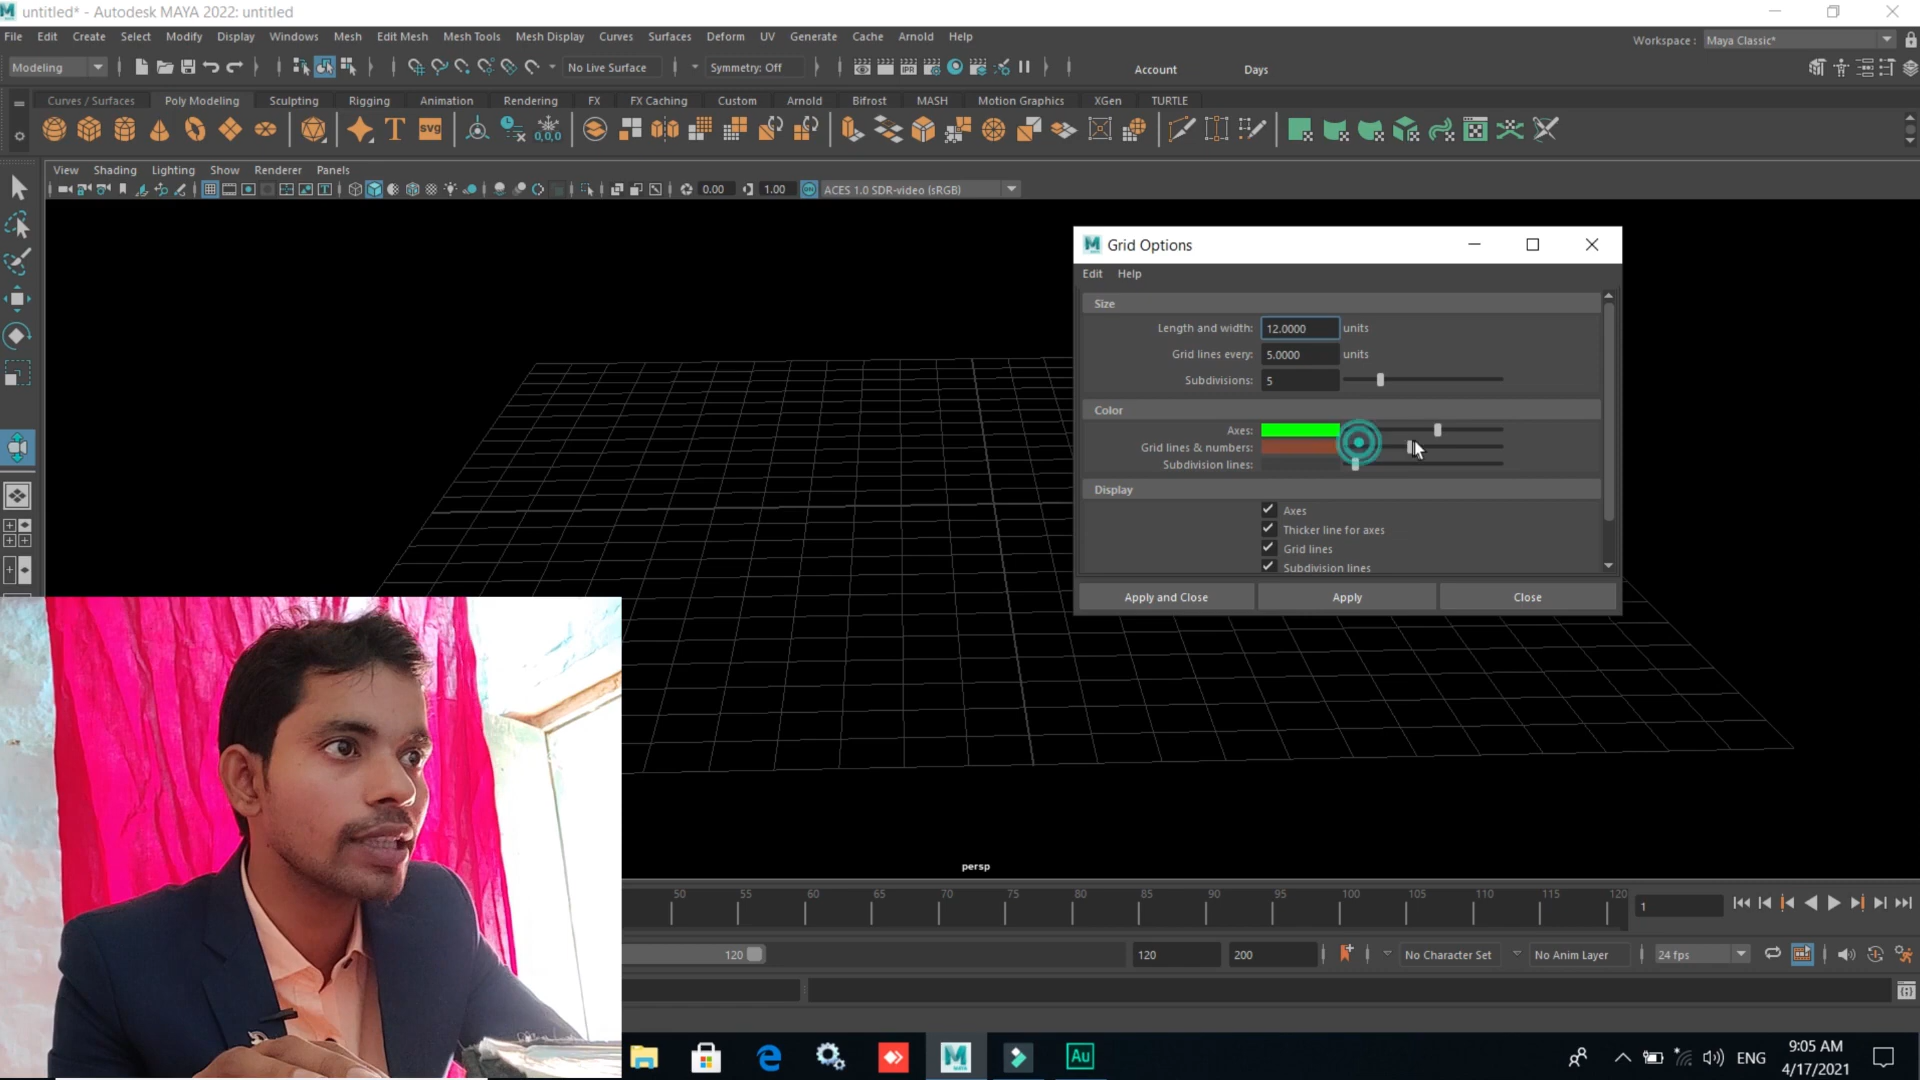 untitled* - Autodesk MAYA 2022: untitled
File Edit Create Select Modify Display Windows Mesh Edit Mesh Mesh Tools Mesh Display Curves Surfaces Deform UV Generate Cache Arnold Help
Workspace : Maya Classic*
Modeling No Live Surface Symmetry: Off Account Days
Curves / Surfaces Poly Modeling Sculpting Rigging Animation Rendering FX FX Caching Custom Arnold Bifrost MASH Motion Graphics XGen TURTLE
T svg 0,0,0
View Shading Lighting Show Renderer Panels
0.00 1.00 ON ACES 1.0 SDR-video (sRGB)
M Grid Options
Edit Help
Size
Length and width: 12.0000 units
Grid lines every: 5.0000 units
Subdivisions: 5
Color
Axes:
Grid lines & numbers:
Subdivision lines:
Display
Axes
Thicker line for axes
Grid lines
Subdivision lines
Apply and Close Apply Close
persp
50 55 60 65 70 75 80 85 90 95 100 105 110 115 120
1
120 120 200 No Character Set No Anim Layer 24 fps
M MAYA Au ENG 9:05 AM
4/17/2021